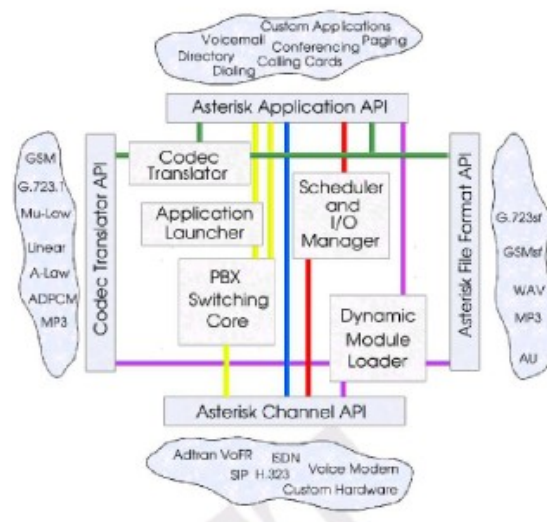 Custom Applications
Voicemail
Conferencing
Paging
Directory
Calling Cards
Dialing
Asterisk Application API
Codec Translator API
GSM
G.723.1
Mu-Law
Linear
A-Law
ADPCM
MP3
Codec
Translator
Application
Launcher
PBX
Switching
Core
Scheduler
and
I/O
Manager
Dynamic
Module
Loader
Asterisk File Format API
G.723sf
GSMsf
WAV
MP3
AU
Asterisk Channel API
Adtran VoFR
ISDN
SIP
H.323
Voice Modem
Custom Hardware